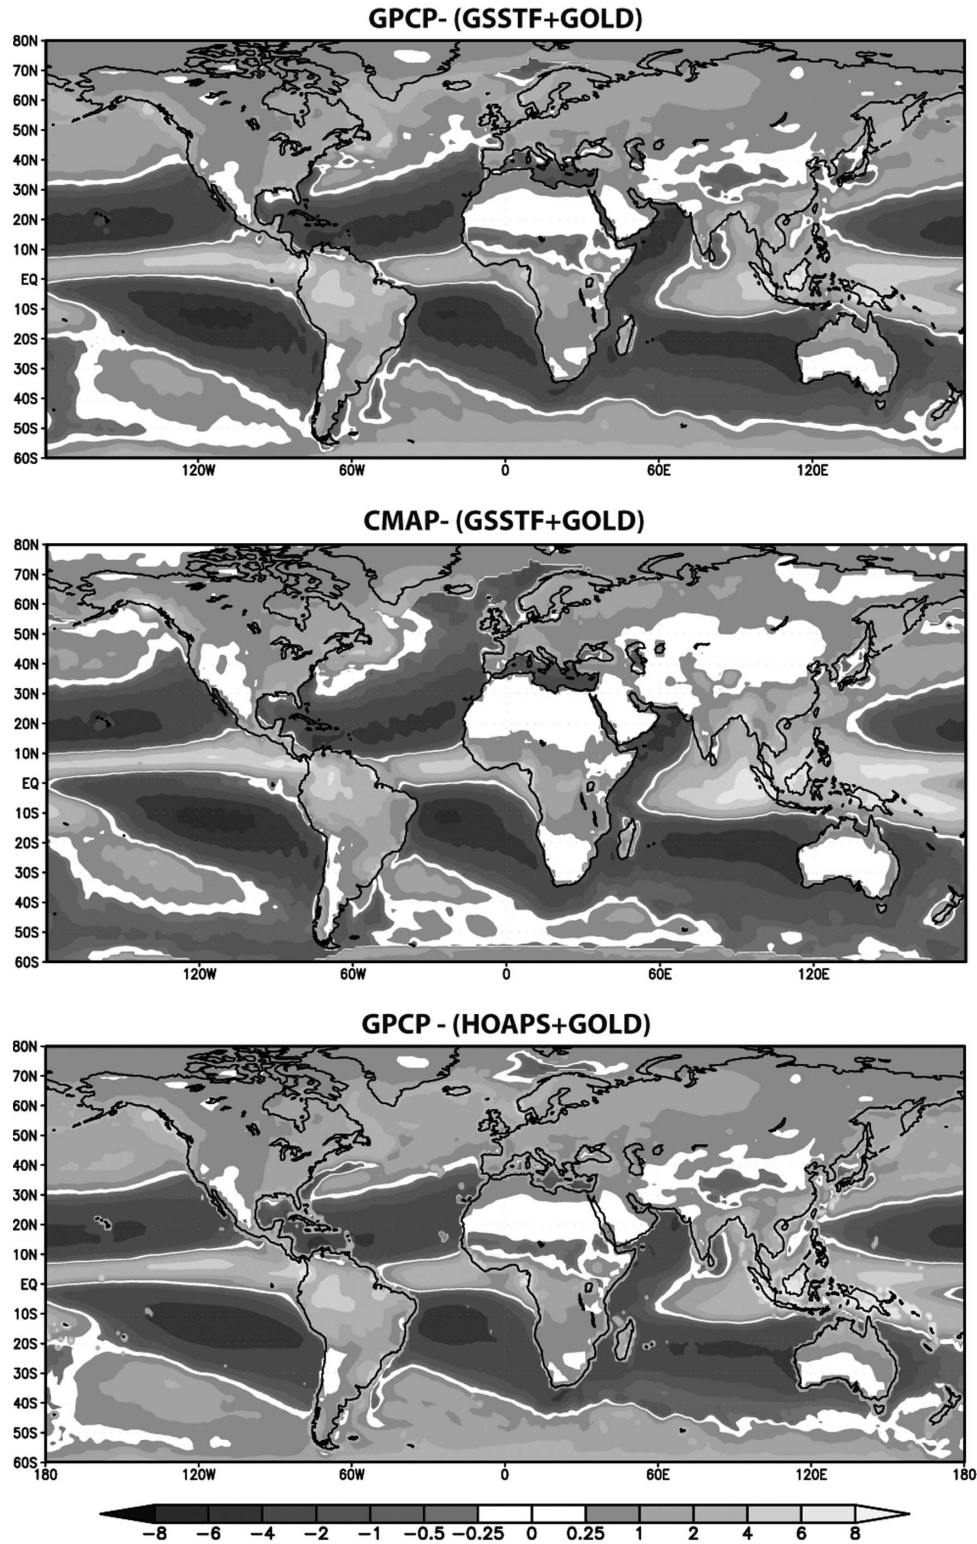 GPCP- (GSSTF+GOLD)
80N
70N
60N
50N
40N
30N
20N
10N
EQ
10S
20S
30S
40S
50S
60S
120W 60W 0 60E 120E
CMAP- (GSSTF+GOLD)
80N
70N
60N
50N
40N
30N
20N
10N
EQ
10S
20S
30S
40S
50S
60S
120W 60W 0 60E 120E
GPCP - (HOAPS+GOLD)
80N
70N
60N
50N
40N
30N
20N
10N
EQ
10S
20S
30S
40S
50S
60S
180 120W 60W 0 60E 120E 180
-8 -6 -4 -2 -1 -0.5 -0.25 0 0.25 1 2 4 6 8